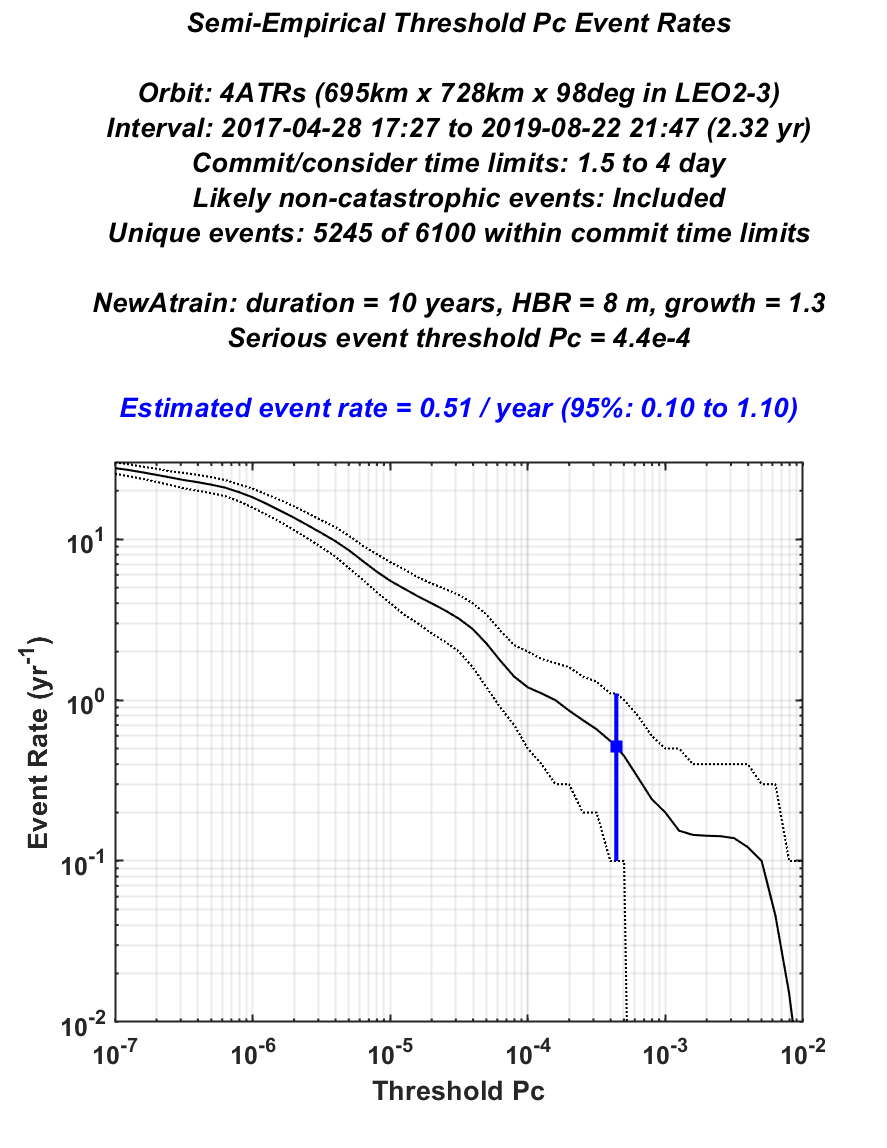 Semi-Empirical Threshold Pc Event Rates
Orbit: 4ATRs (695km x 728km x 98deg in LEO2-3)
Interval: 2017-04-28 17:27 to 2019-08-22 21:47 (2.32 yr)
Commit/consider time limits: 1.5 to 4 day
Likely non-catastrophic events: Included
Unique events: 5245 of 6100 within commit time limits
NewAtrain: duration = 10 years, HBR = 8 m, growth = 1.3
Serious event threshold Pc = 4.4e-4
Estimated event rate = 0.51 / year (95%: 0.10 to 1.10)
10^1
10^0
10^-1
10^-2
Event Rate (yr^-1)
10^-7 10^-6 10^-5 10^-4 10^-3 10^-2
Threshold Pc